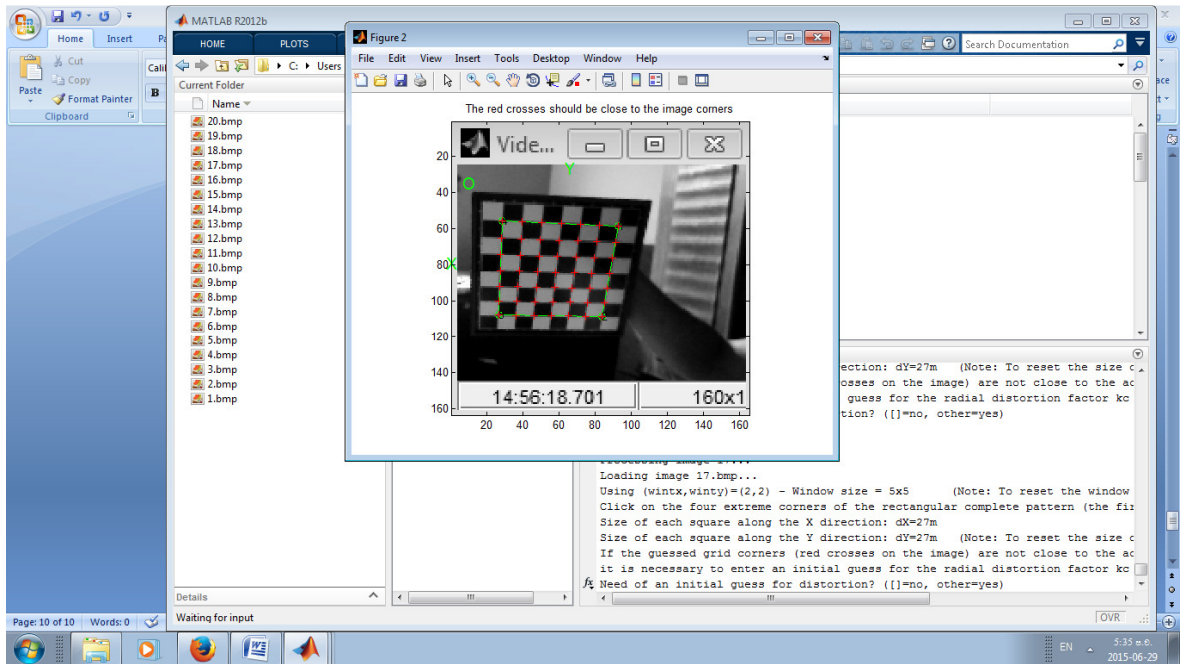 Home Insert
Cut
Copy
Format Painter
Paste
Clipboard
B
MATLAB R2012b
HOME PLOTS
Search Documentation
C: Users
Current Folder
Name
20.bmp
19.bmp
18.bmp
17.bmp
16.bmp
15.bmp
14.bmp
13.bmp
12.bmp
11.bmp
10.bmp
9.bmp
8.bmp
7.bmp
6.bmp
5.bmp
4.bmp
3.bmp
2.bmp
1.bmp
Details
Waiting for input
OVR
Figure 2
File Edit View Insert Tools Desktop Window Help
The red crosses should be close to the image corners
Vide...
O
Y
X
14:56:18.701 160x1
20
40
60
80
100
120
140
160
20 40 60 80 100 120 140 160
ection: dY=27m (Note: To reset the size
osses on the image) are not close to the ac
guess for the radial distortion factor kc
tion? ([]=no, other=yes)
Processing image 17...
Loading image 17.bmp...
Using (wintx,winty)=(2,2) - Window size = 5x5 (Note: To reset the window
Click on the four extreme corners of the rectangular complete pattern (the fi
Size of each square along the X direction: dX=27m
Size of each square along the Y direction: dY=27m (Note: To reset the size
If the guessed grid corners (red crosses on the image) are not close to the ac
it is necessary to enter an initial guess for the radial distortion factor kc
fx Need of an initial guess for distortion? ([]=no, other=yes)
Page: 10 of 10 Words: 0
EN
5:35
2015-06-29